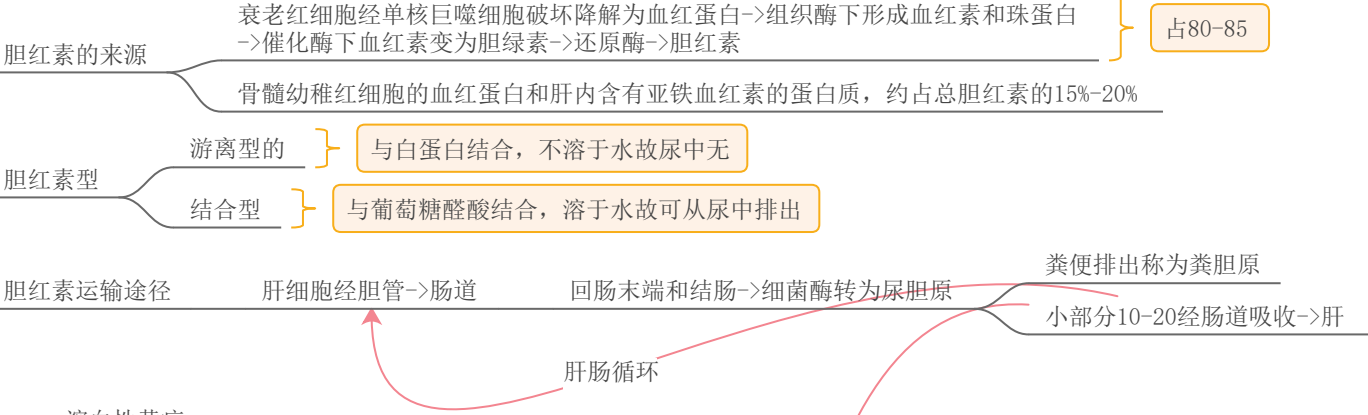 衰老红细胞经单核巨噬细胞破坏降解为血红蛋白->组织酶下形成血红素和珠蛋白
->催化酶下血红素变为胆绿素->还原酶->胆红素
占80-85
胆红素的来源
骨髓幼稚红细胞的血红蛋白和肝内含有亚铁血红素的蛋白质，约占总胆红素的15%-20%
游离型的
与白蛋白结合，不溶于水故尿中无
胆红素型
结合型
与葡萄糖醛酸结合，溶于水故可从尿中排出
粪便排出称为粪胆原
胆红素运输途径
肝细胞经胆管->肠道
回肠末端和结肠->细菌酶转为尿胆原
小部分10-20经肠道吸收->肝
肝肠循环